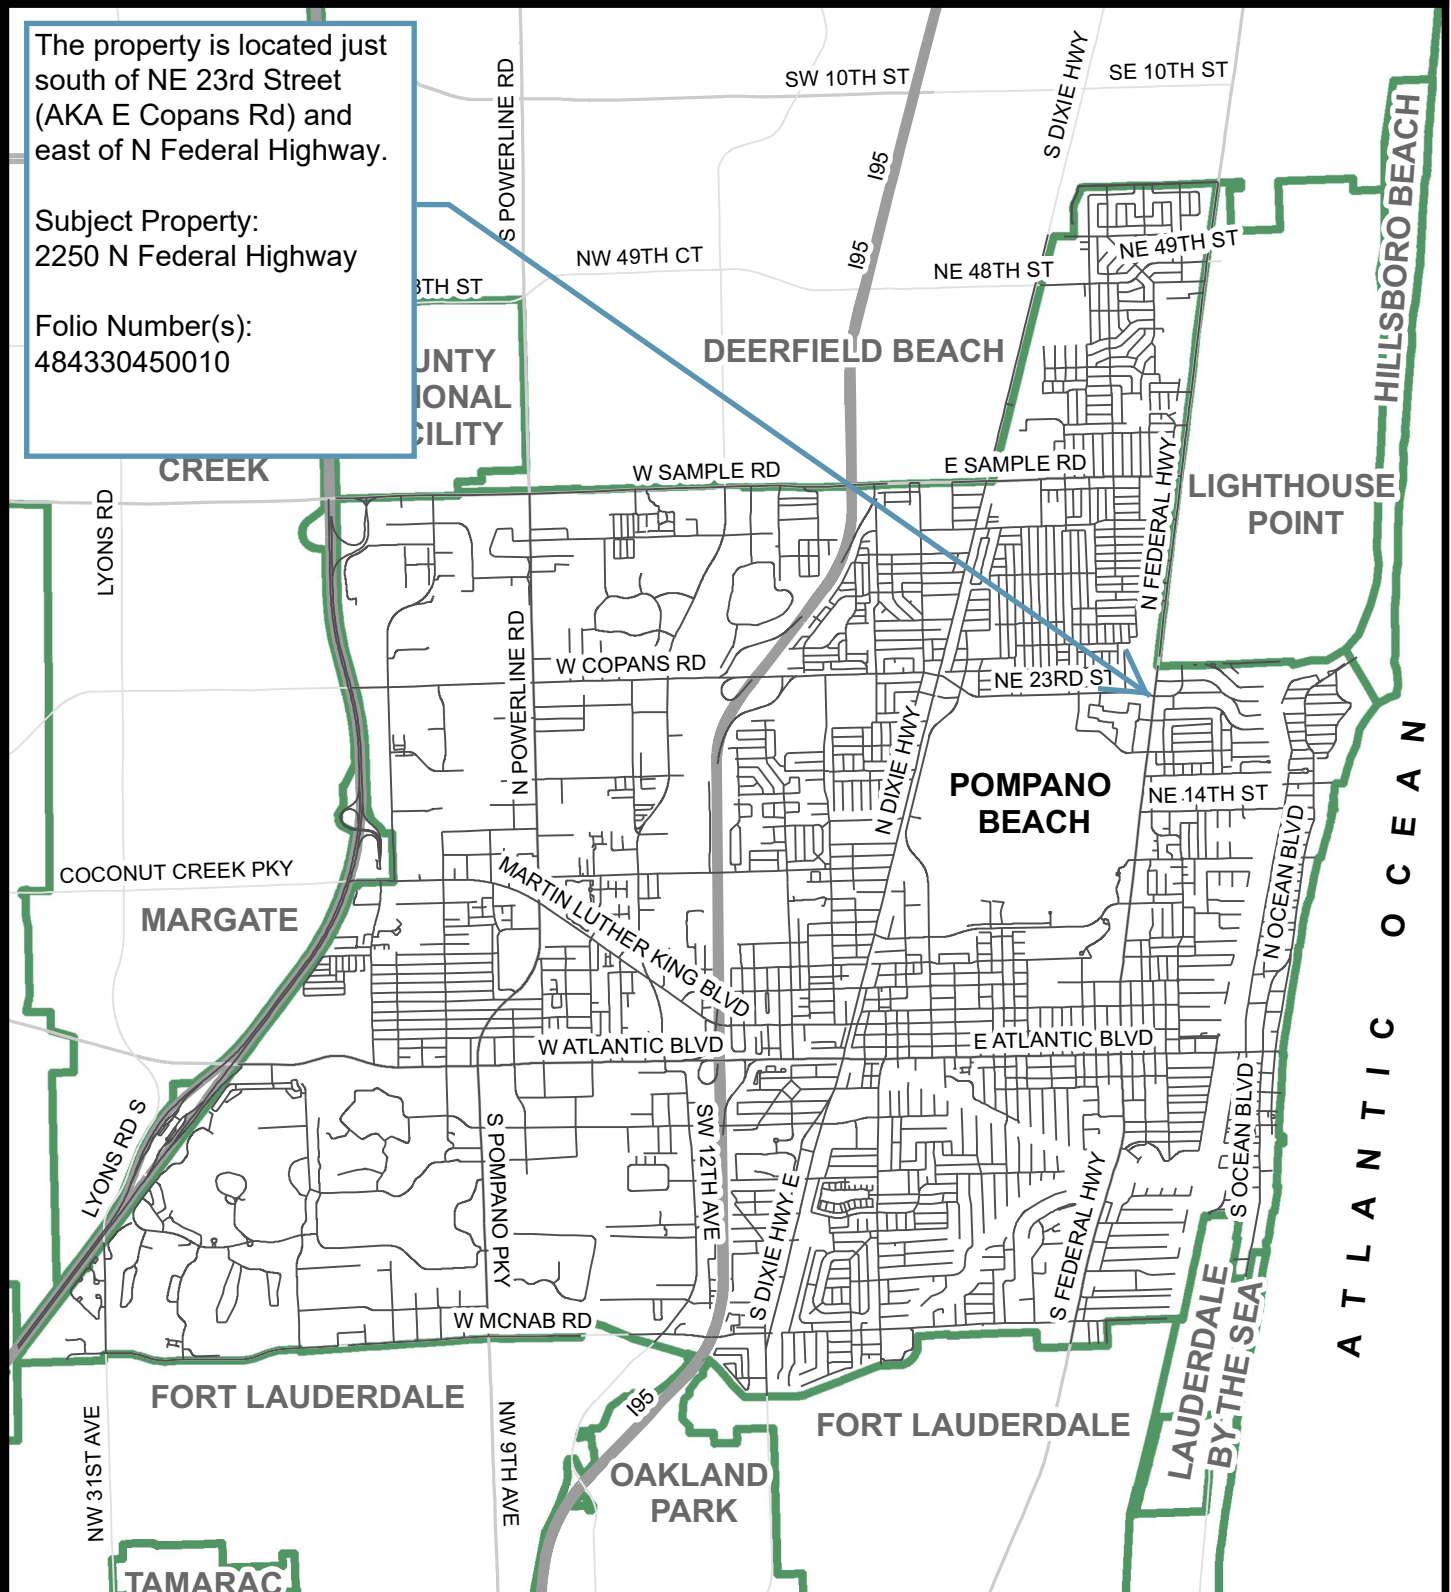 The property is located just
south of NE 23rd Street
(AKA E Copans Rd) and
east of N Federal Highway.
Subject Property:
2250 N Federal Highway
Folio Number(s):
484330450010
S POWERLINE RD
SW 10TH ST
S DIXIE HWY
SE 10TH ST
I95
HILLSBORO BEACH
NW 49TH CT
I95
NE 48TH ST
NE 49TH ST
8TH ST
UNTY
IONAL
CILITY
CREEK
DEERFIELD BEACH
W SAMPLE RD
E SAMPLE RD
N FEDERAL HWY
LIGHTHOUSE
POINT
LYONS RD
N POWERLINE RD
W COPANS RD
NE 23RD ST
N DIXIE HWY
POMPANO
BEACH
NE 14TH ST
N OCEAN BLVD
ATLANTIC OCEAN
COCONUT CREEK PKY
MARGATE
MARTIN LUTHER KING BLVD
W ATLANTIC BLVD
E ATLANTIC BLVD
LYONS RD S
S POMPANO PKY
SW 12TH AVE
S DIXIE HWY E
S FEDERAL HWY
S OCEAN BLVD
W MCNAB RD
LAUDERDALE
BY THE SEA
FORT LAUDERDALE
FORT LAUDERDALE
I95
NW 31ST AVE
NW 9TH AVE
OAKLAND
PARK
TAMARAC